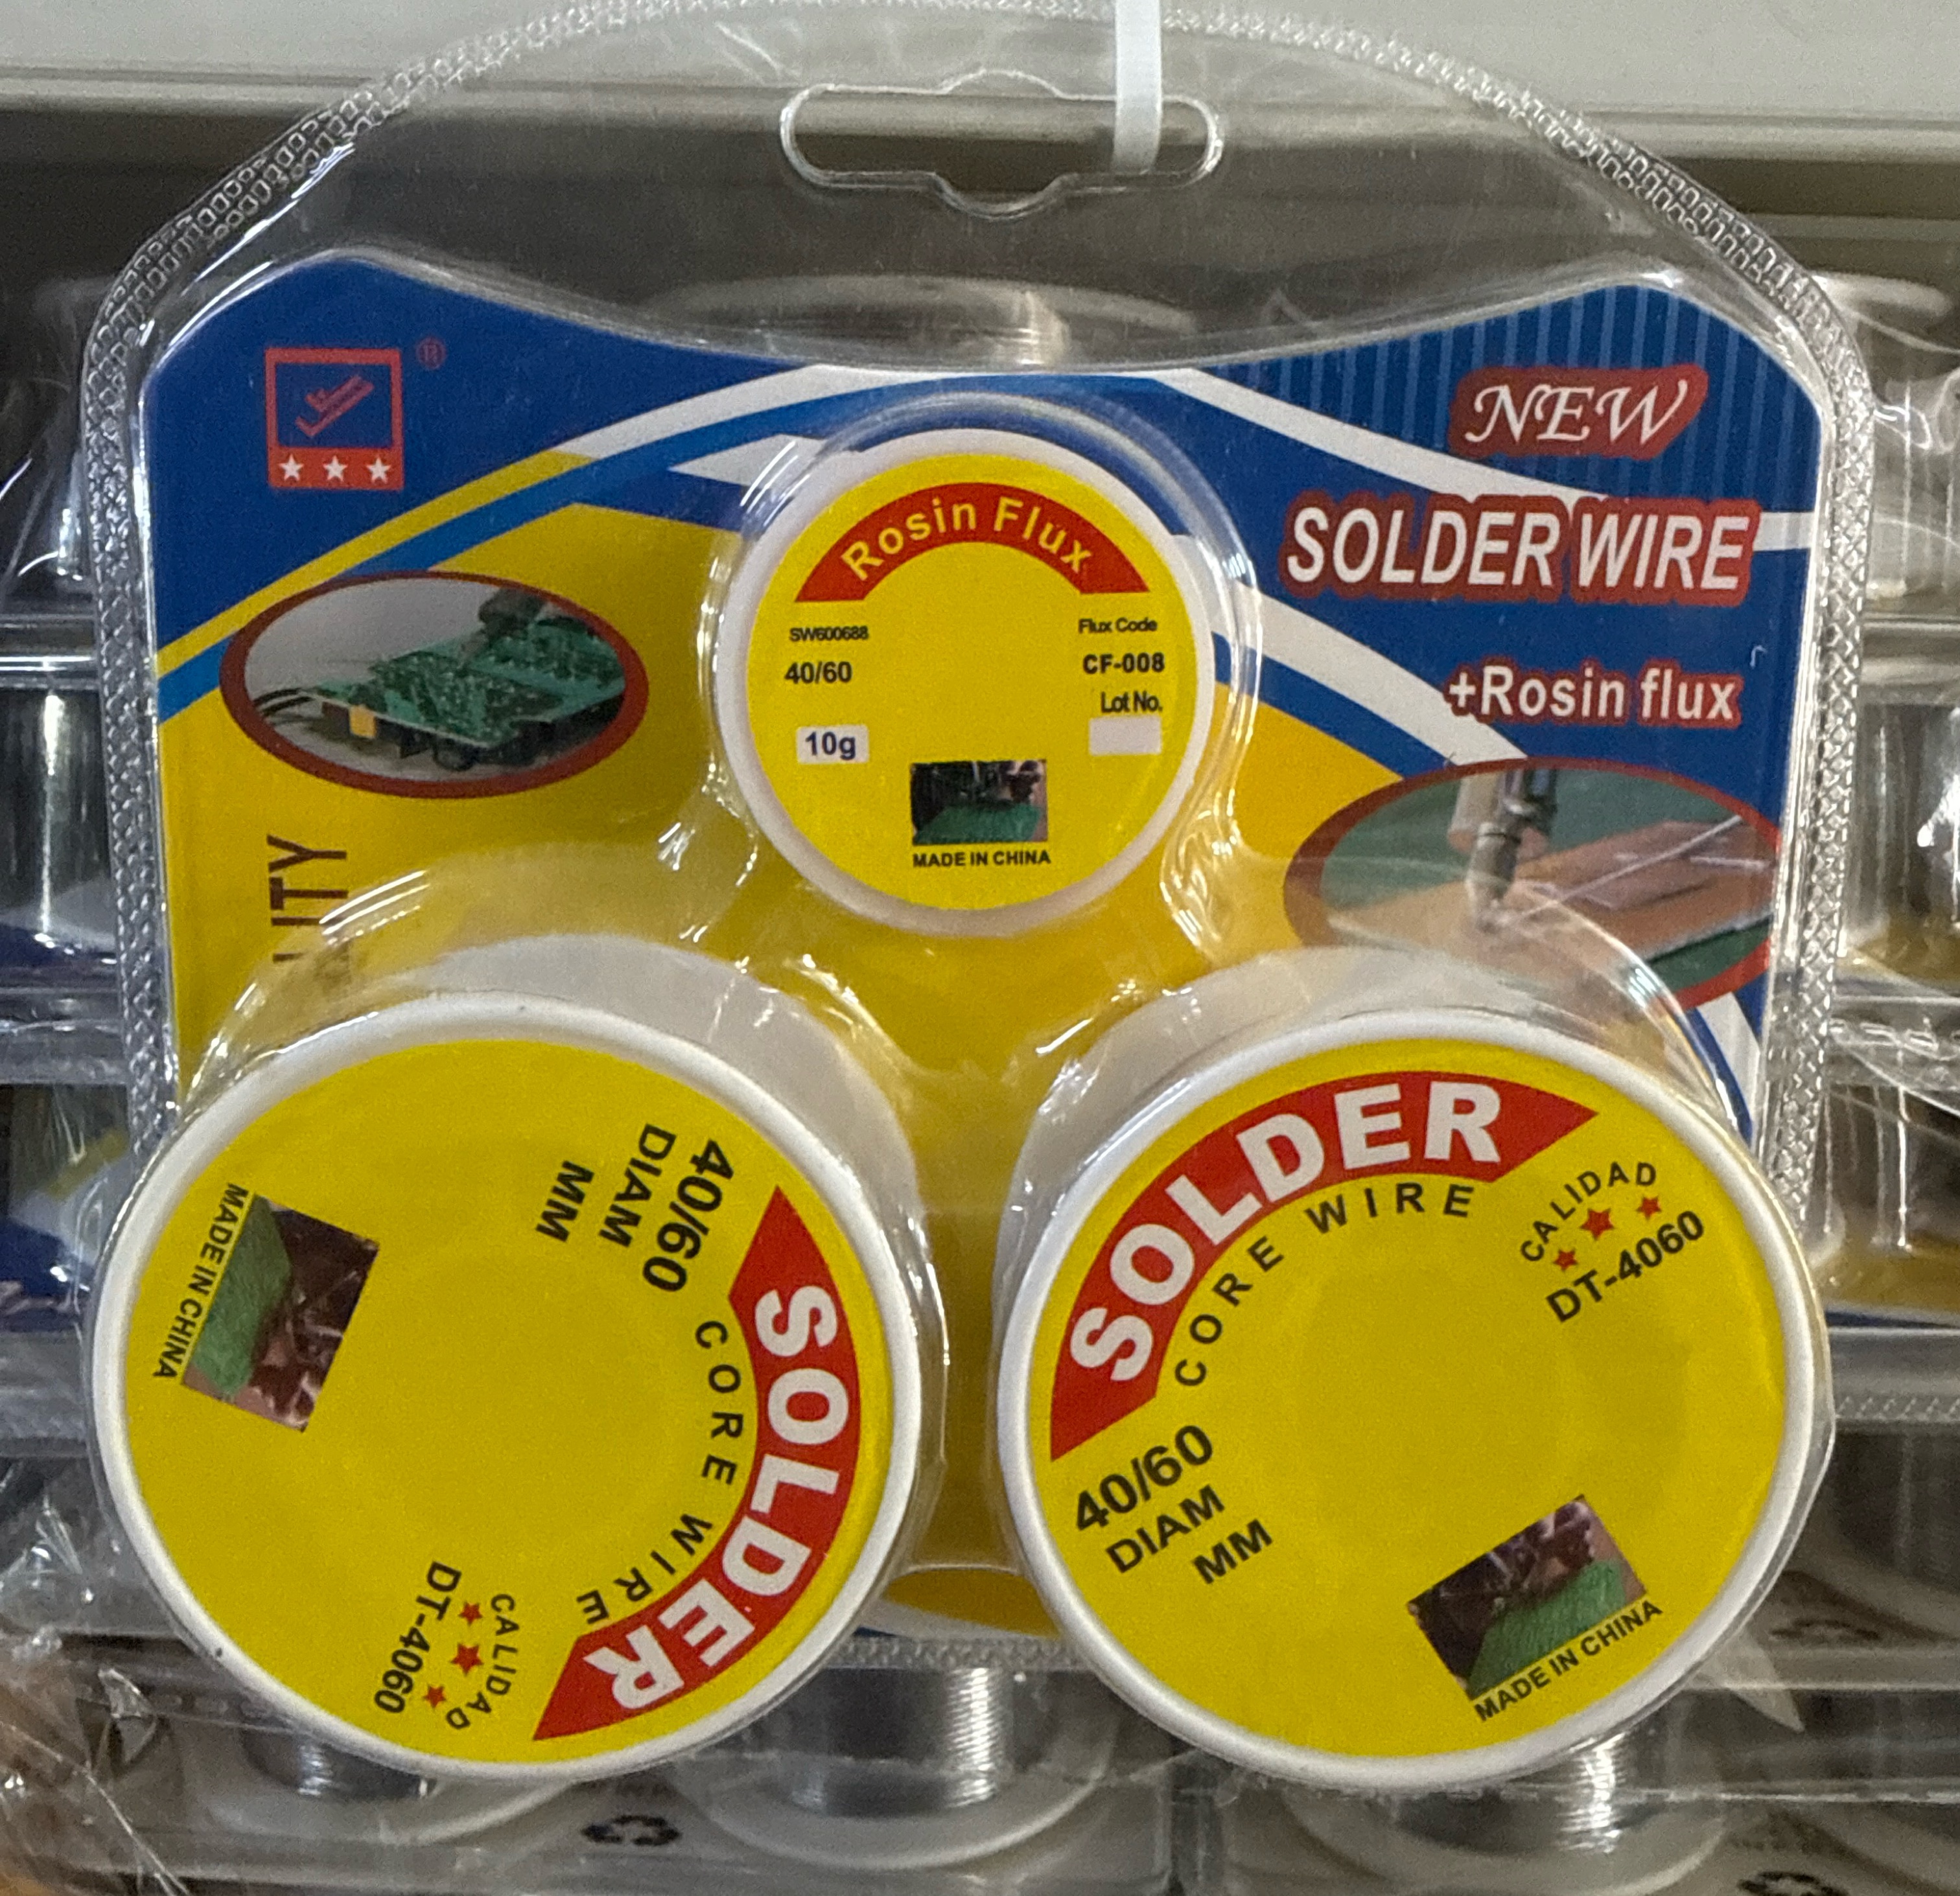 ®
NEW
SOLDER WIRE
+Rosin flux
Rosin Flux
SW600688
Flux Code
40/60
CF-008
Lot No.
10g
MADE IN CHINA
SOLDER
CORE WIRE
40/60
DIAM
MM
CALIDAD
DT-4060
MADE IN CHINA
SOLDER
CORE WIRE
CALIDAD
DT-4060
40/60
DIAM
MM
MADE IN CHINA